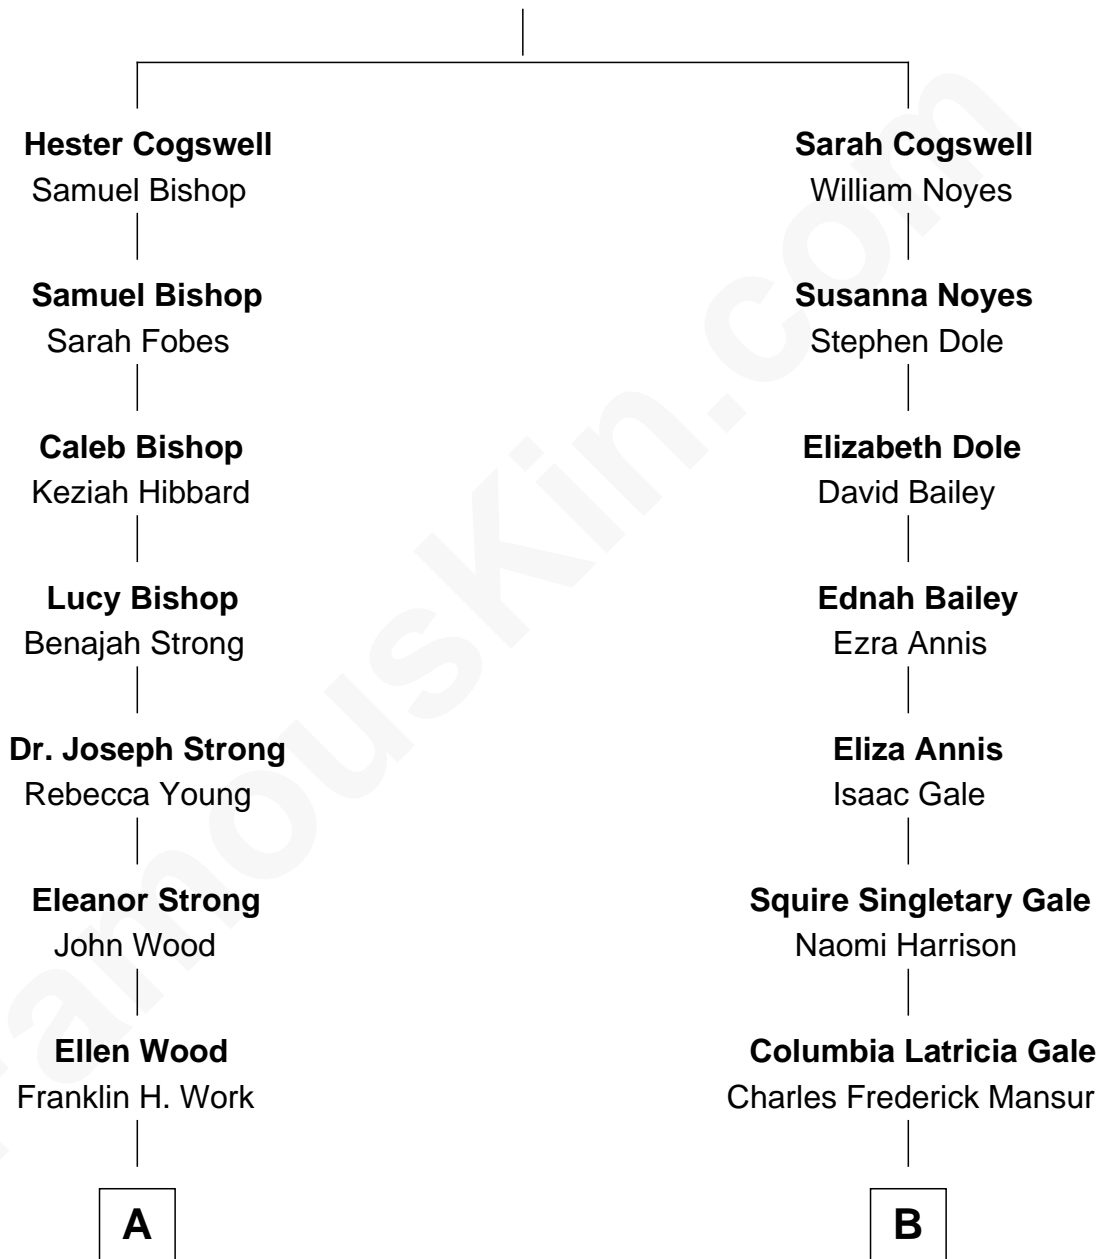 Hester Cogswell
Samuel Bishop
Samuel Bishop
Sarah Fobes
Caleb Bishop
Keziah Hibbard
Lucy Bishop
Benajah Strong
Dr. Joseph Strong
Rebecca Young
Eleanor Strong
John Wood
Ellen Wood
Franklin H. Work
A
Sarah Cogswell
William Noyes
Susanna Noyes
Stephen Dole
Elizabeth Dole
David Bailey
Ednah Bailey
Ezra Annis
Eliza Annis
Isaac Gale
Squire Singletary Gale
Naomi Harrison
Columbia Latricia Gale
Charles Frederick Mansur
B
FamousKin.com